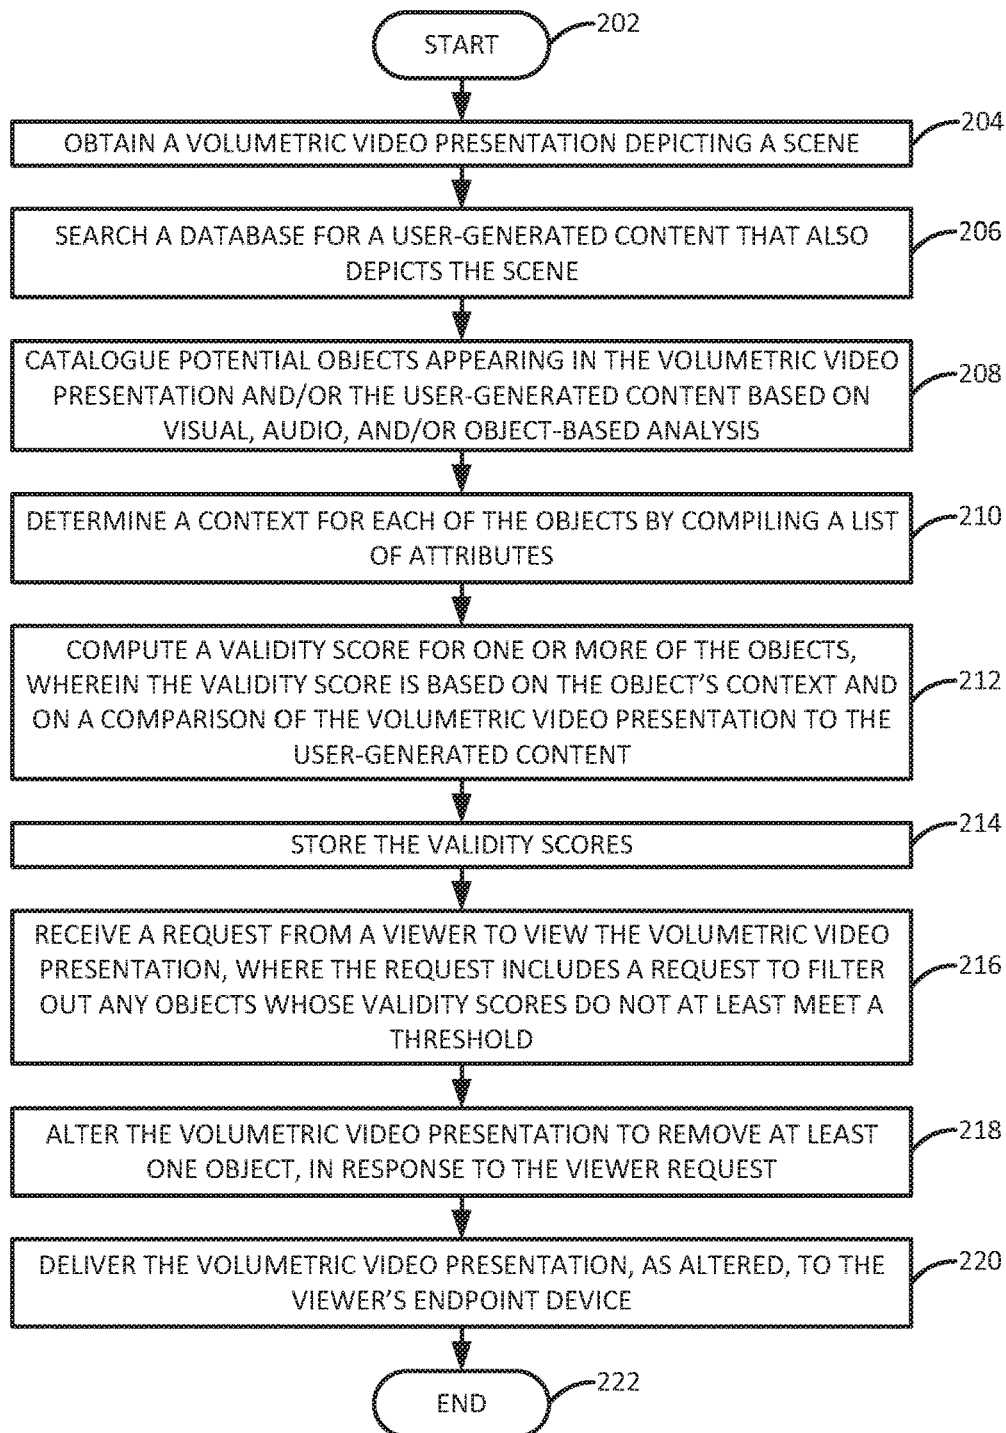 START
202
OBTAIN A VOLUMETRIC VIDEO PRESENTATION DEPICTING A SCENE
204
SEARCH A DATABASE FOR A USER-GENERATED CONTENT THAT ALSO
DEPICTS THE SCENE
206
CATALOGUE POTENTIAL OBJECTS APPEARING IN THE VOLUMETRIC VIDEO
PRESENTATION AND/OR THE USER-GENERATED CONTENT BASED ON
VISUAL, AUDIO, AND/OR OBJECT-BASED ANALYSIS
208
DETERMINE A CONTEXT FOR EACH OF THE OBJECTS BY COMPILING A LIST
OF ATTRIBUTES
210
COMPUTE A VALIDITY SCORE FOR ONE OR MORE OF THE OBJECTS,
WHEREIN THE VALIDITY SCORE IS BASED ON THE OBJECT'S CONTEXT AND
ON A COMPARISON OF THE VOLUMETRIC VIDEO PRESENTATION TO THE
USER-GENERATED CONTENT
212
STORE THE VALIDITY SCORES
214
RECEIVE A REQUEST FROM A VIEWER TO VIEW THE VOLUMETRIC VIDEO
PRESENTATION, WHERE THE REQUEST INCLUDES A REQUEST TO FILTER
OUT ANY OBJECTS WHOSE VALIDITY SCORES DO NOT AT LEAST MEET A
THRESHOLD
216
ALTER THE VOLUMETRIC VIDEO PRESENTATION TO REMOVE AT LEAST
ONE OBJECT, IN RESPONSE TO THE VIEWER REQUEST
218
DELIVER THE VOLUMETRIC VIDEO PRESENTATION, AS ALTERED, TO THE
VIEWER'S ENDPOINT DEVICE
220
END
222